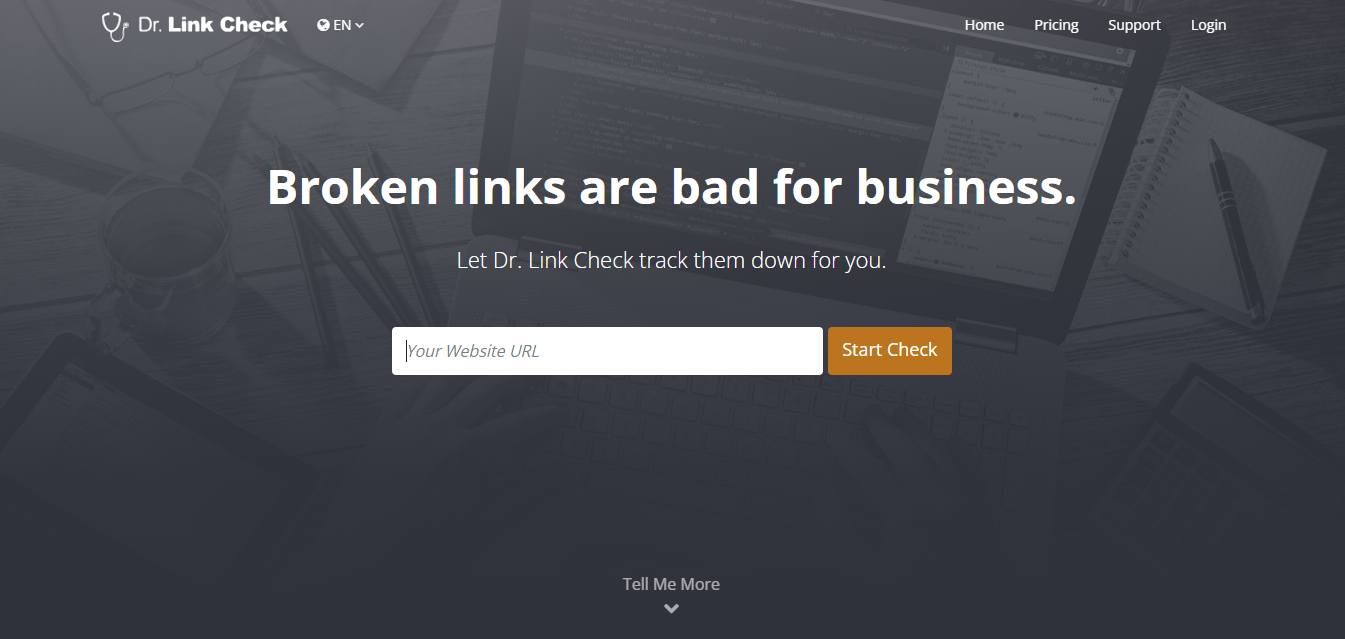 Dr. Link Check
EN
Home
Pricing
Support
Login
Broken links are bad for business.
Let Dr. Link Check track them down for you.
Your Website URL
Start Check
Tell Me More